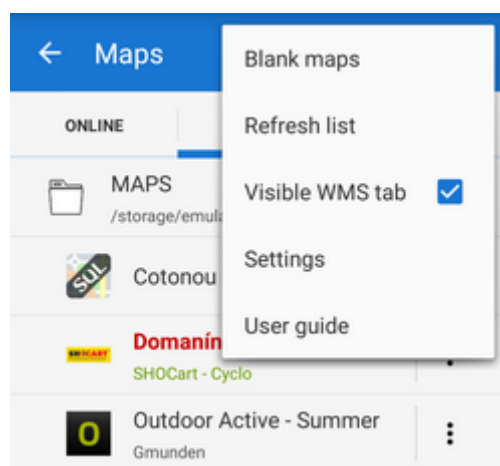 Maps
Blank maps
Refresh list
Visible WMS tab
Settings
User guide
ONLINE
MAPS
/storage/emula
SQL
Cotonou
SHOCART
Domanín
SHOCart - Cyclo
Outdoor Active - Summer
Gmunden